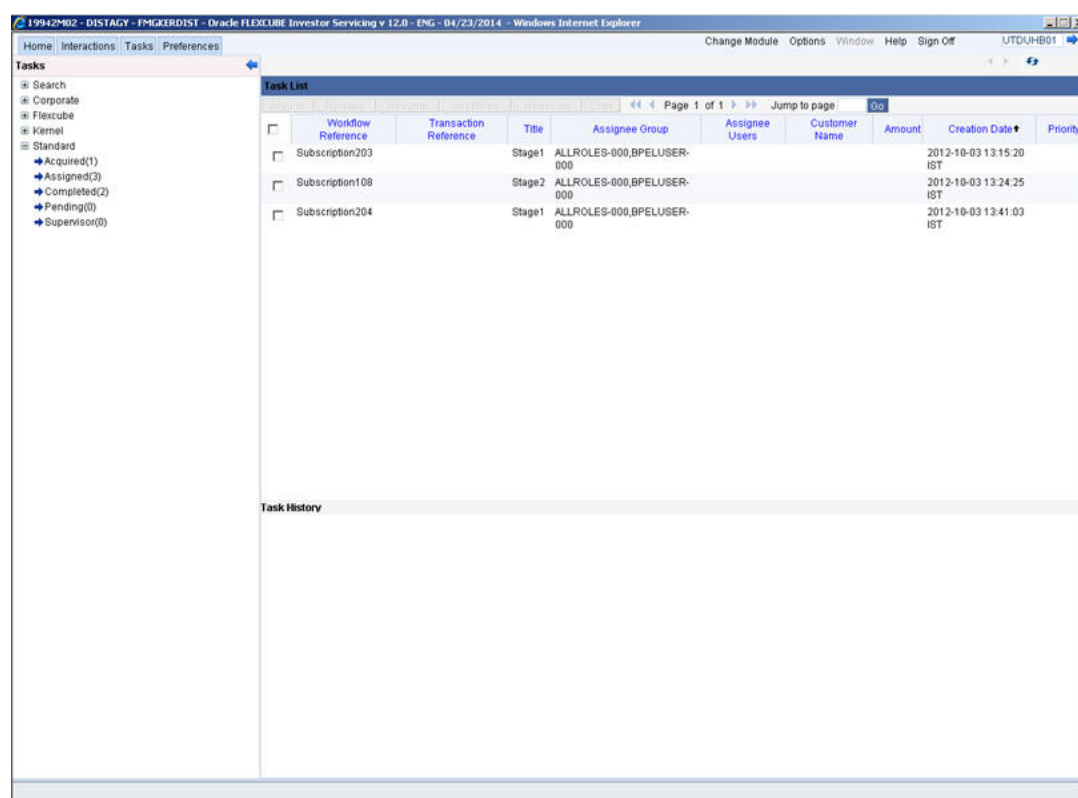 19942M02 - DISTAGY - FMGKERDIST - Oracle FLEXCUBE Investor Servicing v 12.0 - ENG - 04/23/2014 - Windows Internet Explorer
Home Interactions Tasks Preferences
Change Module Options Window Help Sign Off UTDUHB01
Tasks
Search
Corporate
Flexcube
Kernel
Standard
Acquired(1)
Assigned(3)
Completed(2)
Pending(0)
Supervisor(0)
Task List
Page 1 of 1 Jump to page Go
Workflow Reference Transaction Reference Title Assignee Group Assignee Users Customer Name Amount Creation Date Priority
Subscription203 Stage1 ALLROLES-000,BPELUSER- 2012-10-03 13:15:20
000 IST
Subscription108 Stage2 ALLROLES-000,BPELUSER- 2012-10-03 13:24:25
000 IST
Subscription204 Stage1 ALLROLES-000,BPELUSER- 2012-10-03 13:41:03
000 IST
Task History